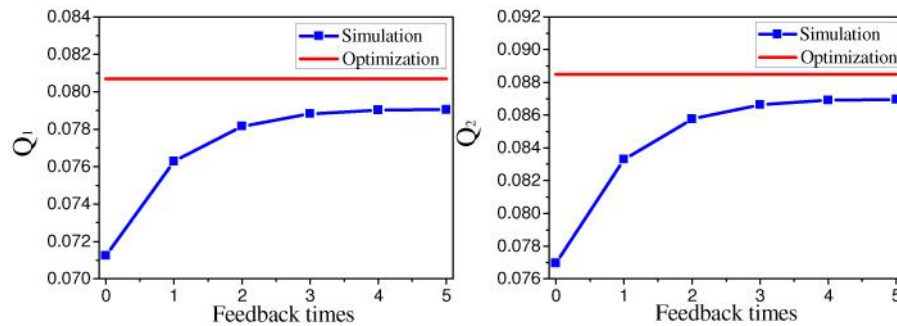 0.084
0.082
0.080
0.078
0.076
0.074
0.072
0.070
Q1
Simulation
Optimization
0 1 2 3 4 5
Feedback times
0.092
0.090
0.088
0.086
0.084
0.082
0.080
0.078
0.076
Q2
Simulation
Optimization
0 1 2 3 4 5
Feedback times